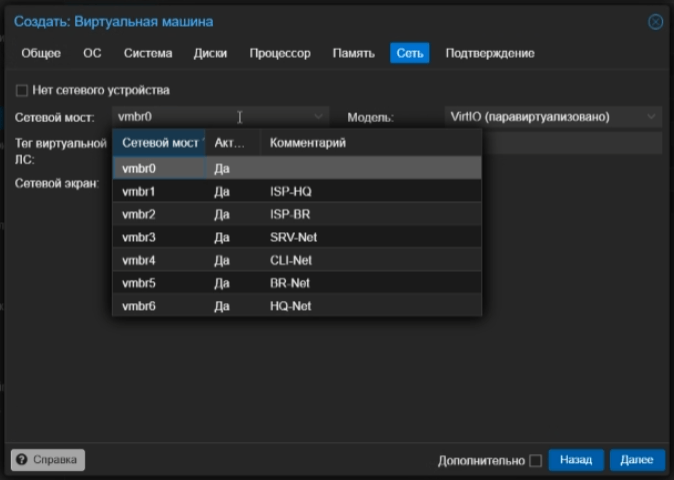 Создать: Виртуальная машина
Общее ОС Система Диски Процессор Память Сеть Подтверждение
Нет сетевого устройства
Сетевой мост: vmbr0 Модель: VirtIO (паравиртуализовано)
Тег виртуальной ЛС:
Сетевой экран:
Сетевой мост Акт... Комментарий
vmbr0 Да
vmbr1 Да ISP-HQ
vmbr2 Да ISP-BR
vmbr3 Да SRV-Net
vmbr4 Да CLI-Net
vmbr5 Да BR-Net
vmbr6 Да HQ-Net
Справка Дополнительно Назад Далее